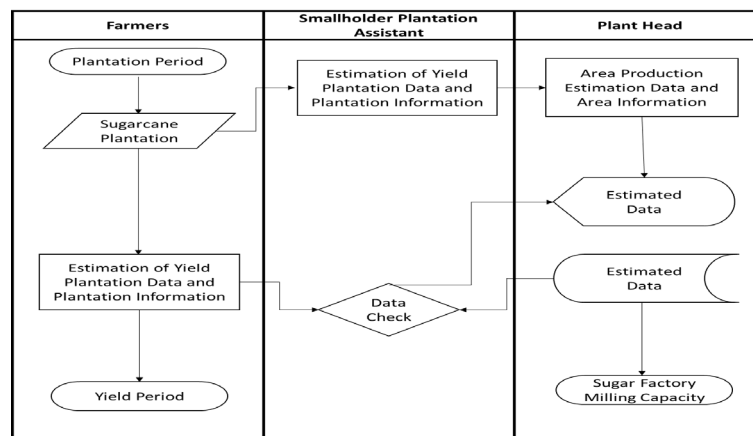 Farmers
Smallholder Plantation
Assistant
Plant Head
Plantation Period
Estimation of Yield
Plantation Data and
Plantation Information
Area Production
Estimation Data and
Area Information
Sugarcane
Plantation
Estimated
Data
Estimation of Yield
Plantation Data and
Plantation Information
Data
Check
Estimated
Data
Yield Period
Sugar Factory
Milling Capacity